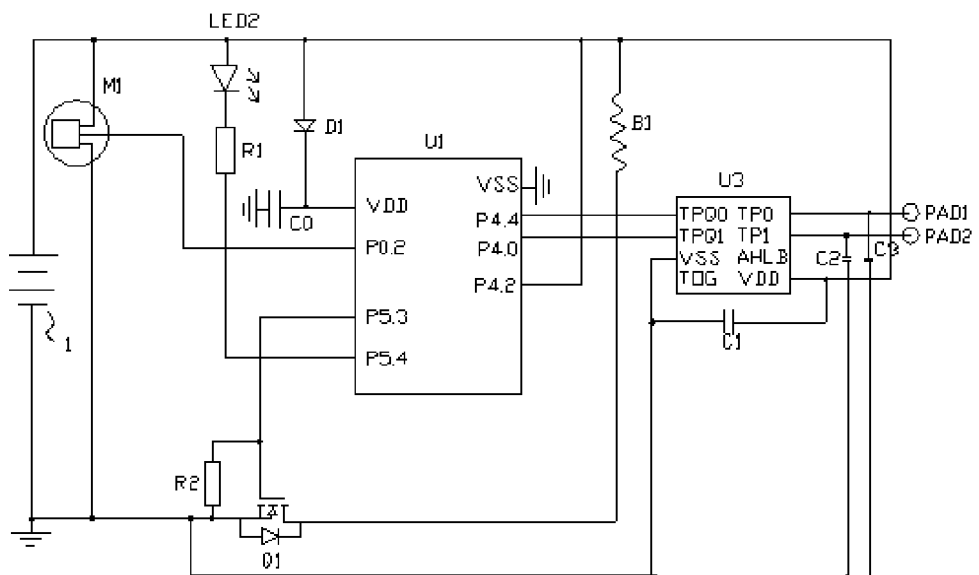 LED2
M1
D1
R1
B1
U1
U3
VSS
VDD
C0
P4.4
P0.2
P4.0
P4.2
P5.3
P5.4
TPQ0 TP0
TPQ1 TP1
VSS AHLB
TOG VDD
PAD1
PAD2
C2
C3
C1
1
R2
Q1